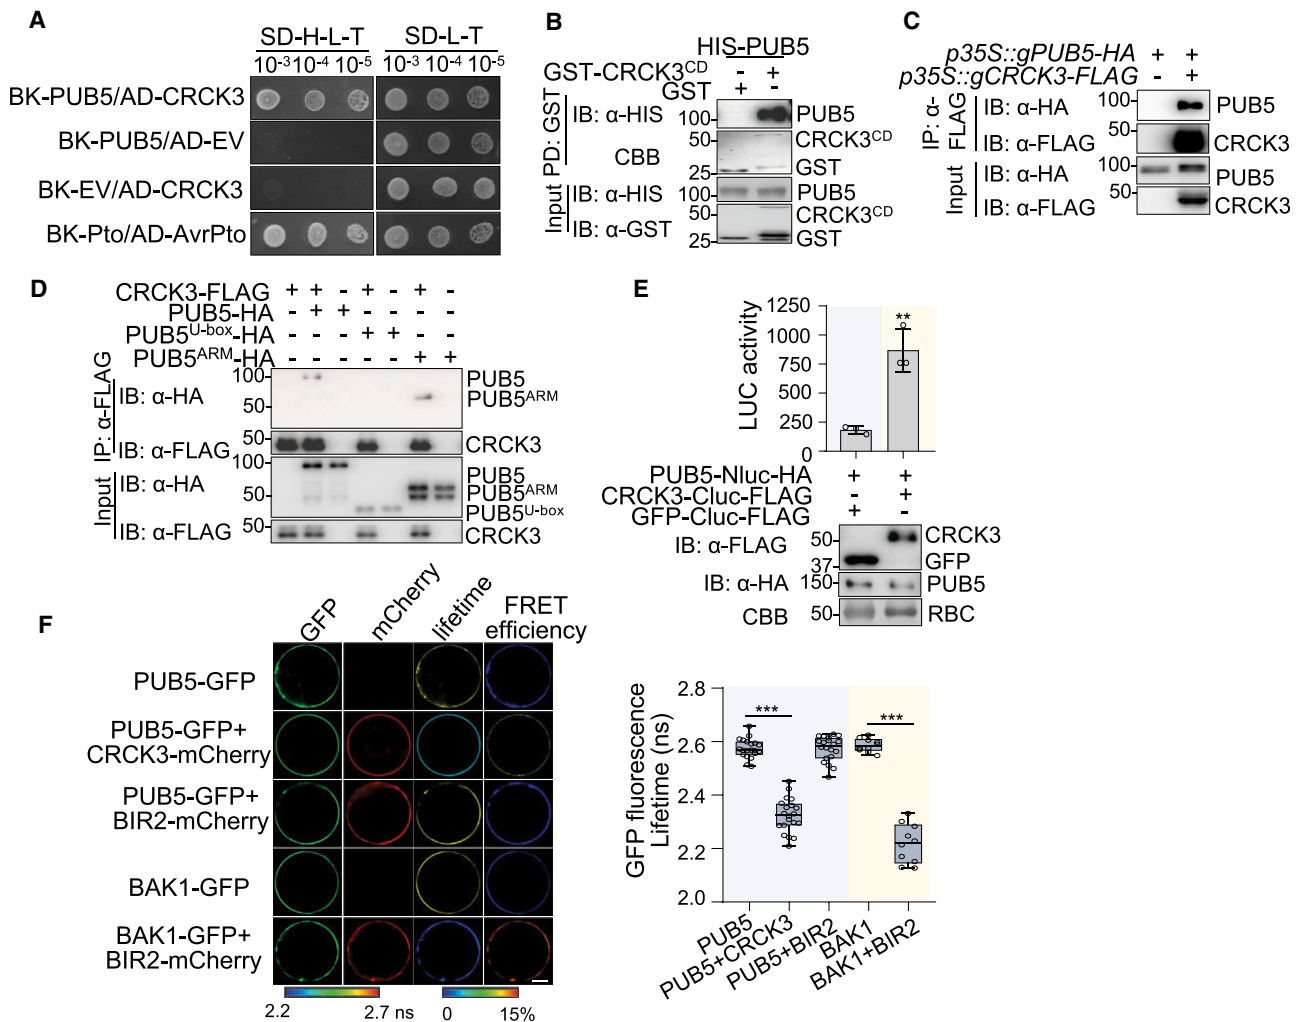 A
SD-H-L-T SD-L-T
10-3 10-4 10-5 10-3 10-4 10-5
BK-PUB5/AD-CRCK3
BK-PUB5/AD-EV
BK-EV/AD-CRCK3
BK-Pto/AD-AvrPto
B
HIS-PUB5
GST-CRCK3CD - +
GST + -
PD: GST
IB: α-HIS 100 PUB5
CBB 50 CRCK3CD
25 GST
Input
IB: α-HIS 100 PUB5
IB: α-GST 50 CRCK3CD
25 GST
C
p35S::gPUB5-HA + +
p35S::gCRCK3-FLAG - +
IP: α-FLAG
IB: α-HA 100 PUB5
IB: α-FLAG 50 CRCK3
Input
IB: α-HA 100 PUB5
IB: α-FLAG 50 CRCK3
D
CRCK3-FLAG + + - + - + -
PUB5-HA - + + - - - -
PUB5U-box-HA - - - + + - -
PUB5ARM-HA - - - - - + +
IP: α-FLAG
IB: α-HA 100 PUB5
50 PUB5ARM
IB: α-FLAG 50 CRCK3
Input
IB: α-HA 100 PUB5
50 PUB5ARM
PUB5U-box
IB: α-FLAG 50 CRCK3
E
LUC activity
1250
1000
750
500
250
0
**
PUB5-Nluc-HA + +
CRCK3-Cluc-FLAG - +
GFP-Cluc-FLAG + -
IB: α-FLAG 50 CRCK3
37 GFP
IB: α-HA 150 PUB5
CBB 50 RBC
F
GFP mCherry lifetime FRET efficiency
PUB5-GFP
PUB5-GFP+
CRCK3-mCherry
PUB5-GFP+
BIR2-mCherry
BAK1-GFP
BAK1-GFP+
BIR2-mCherry
2.2 2.7 ns 0 15%
GFP fluorescence
Lifetime (ns)
2.8
2.6
2.4
2.2
2.0
*** ***
PUB5
PUB5+CRCK3
PUB5+BIR2
BAK1
BAK1+BIR2